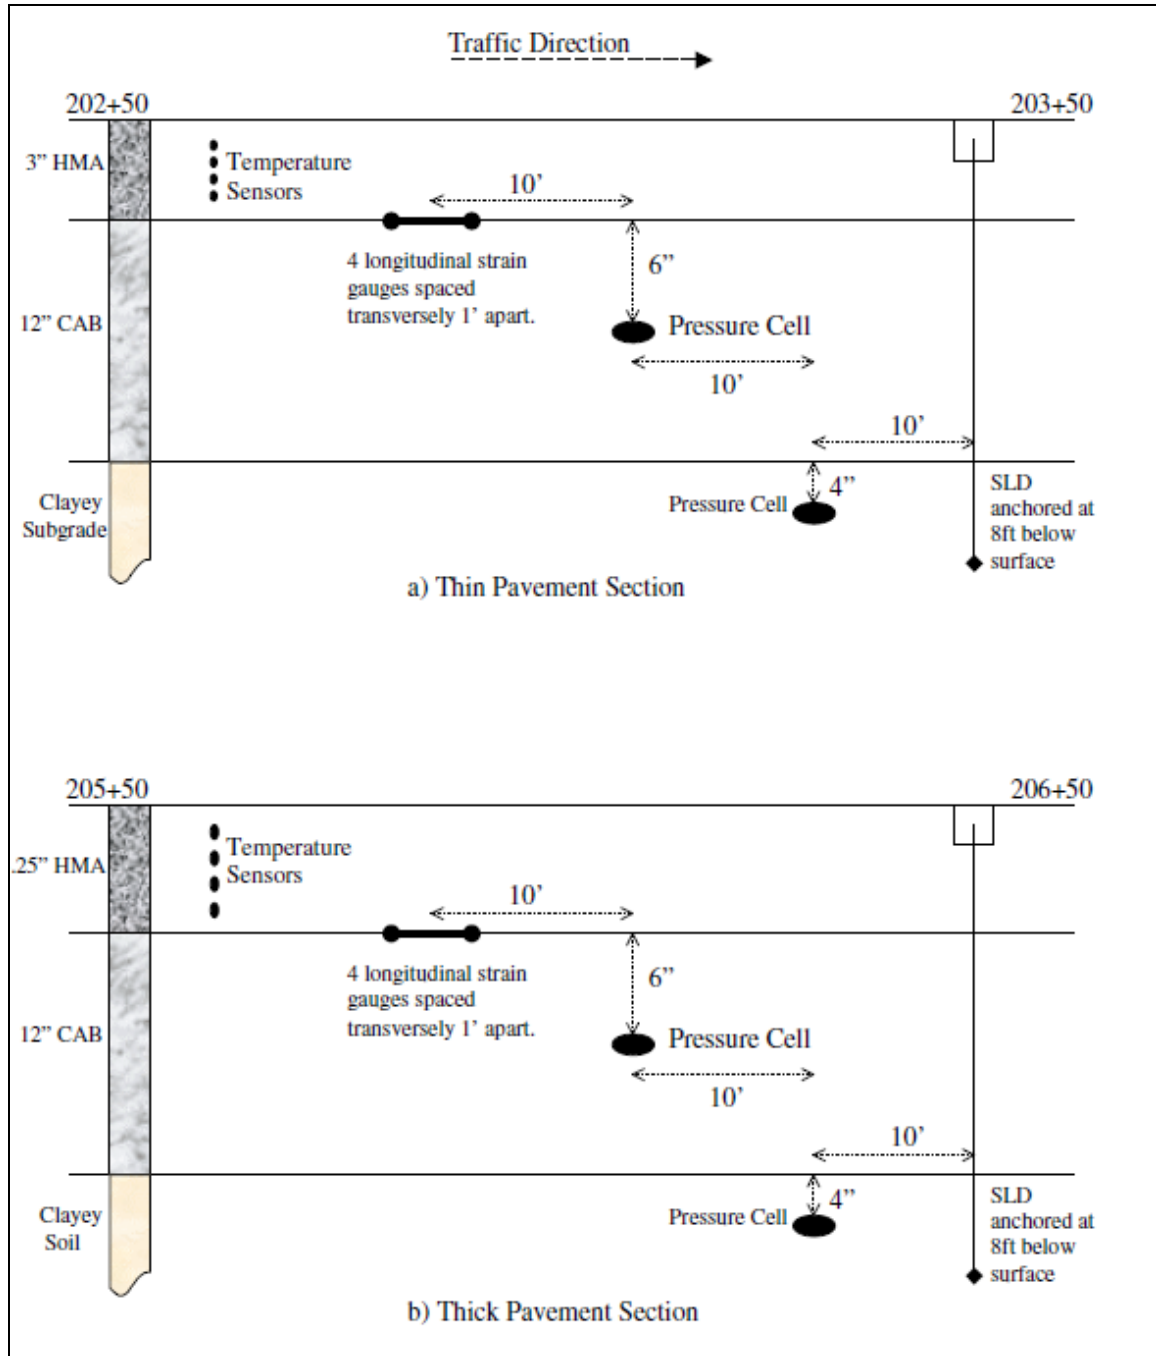 Traffic Direction
202+50
203+50
3” HMA
Temperature
Sensors
10’
4 longitudinal strain
gauges spaced
transversely 1’ apart.
6”
12” CAB
Pressure Cell
10’
10’
Clayey
Subgrade
Pressure Cell
4”
SLD
anchored at
8ft below
surface
a) Thin Pavement Section
205+50
206+50
.25” HMA
Temperature
Sensors
10’
4 longitudinal strain
gauges spaced
transversely 1’ apart.
6”
12” CAB
Pressure Cell
10’
10’
Clayey
Soil
Pressure Cell
4”
SLD
anchored at
8ft below
surface
b) Thick Pavement Section